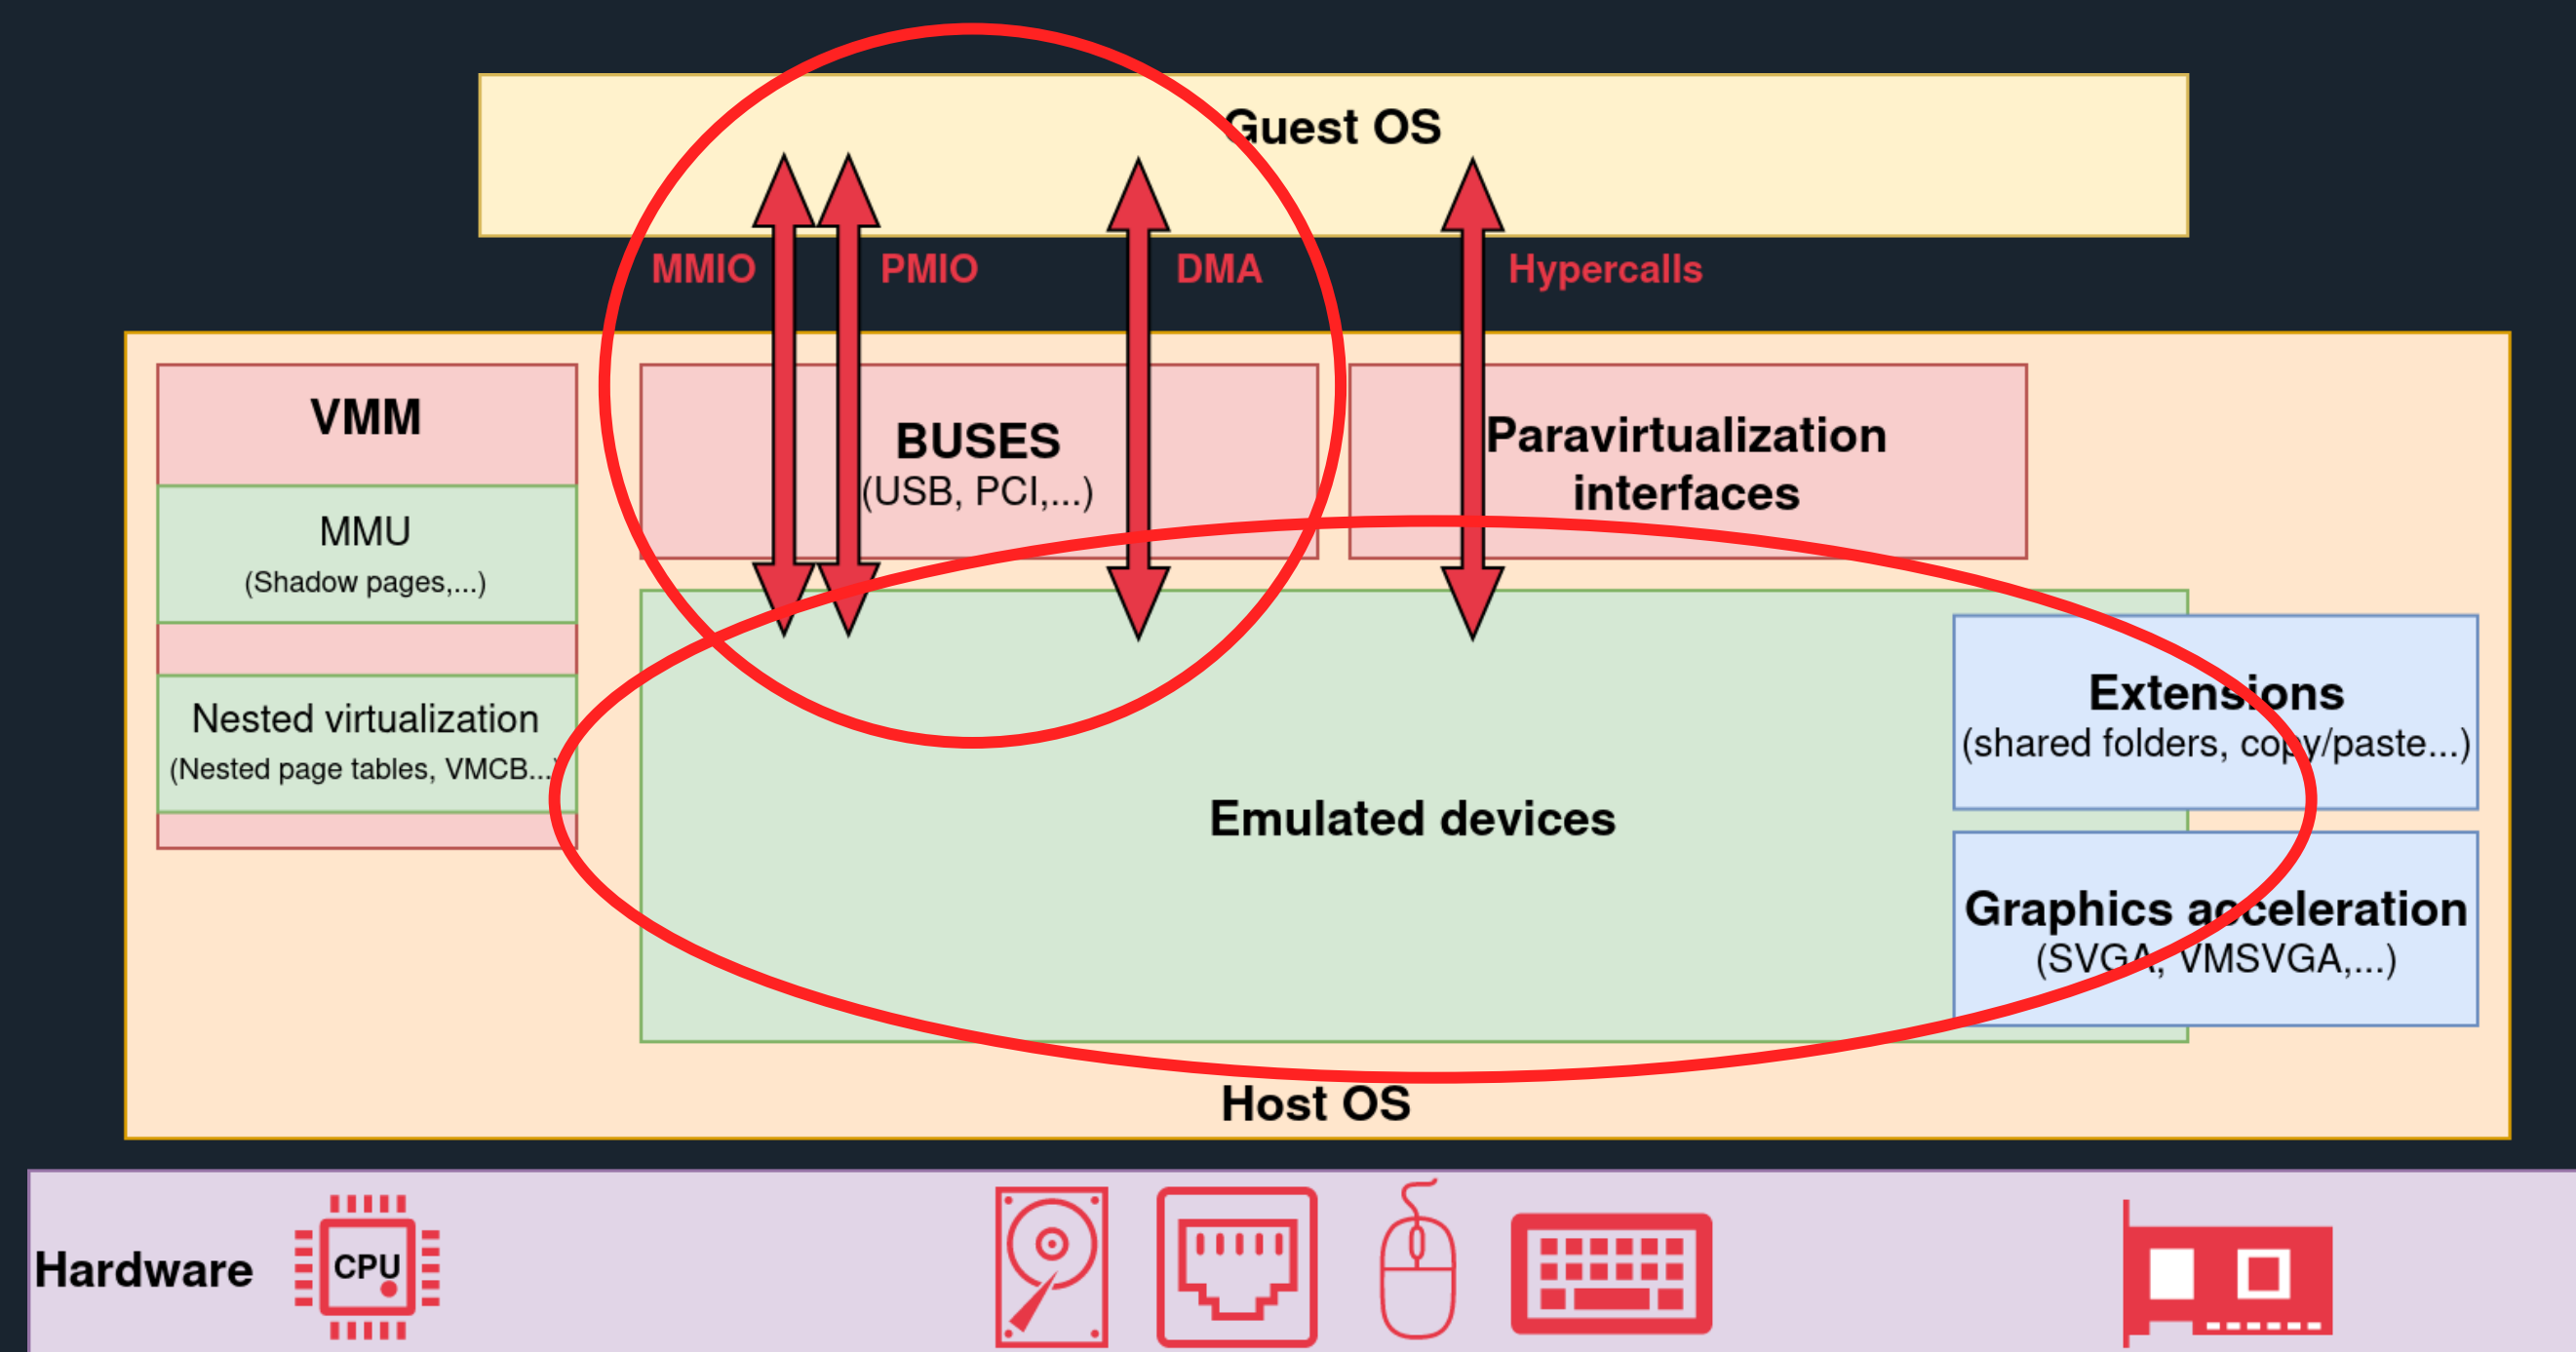 Guest OS
MMIO
PMIO
DMA
Hypercalls
VMM
MMU
(Shadow pages,...)
Nested virtualization
(Nested page tables, VMCB...)
BUSES
(USB, PCI,...)
Paravirtualization
interfaces
Emulated devices
Extensions
(shared folders, copy/paste...)
Graphics acceleration
(SVGA, VMSVGA,...)
Host OS
Hardware
CPU